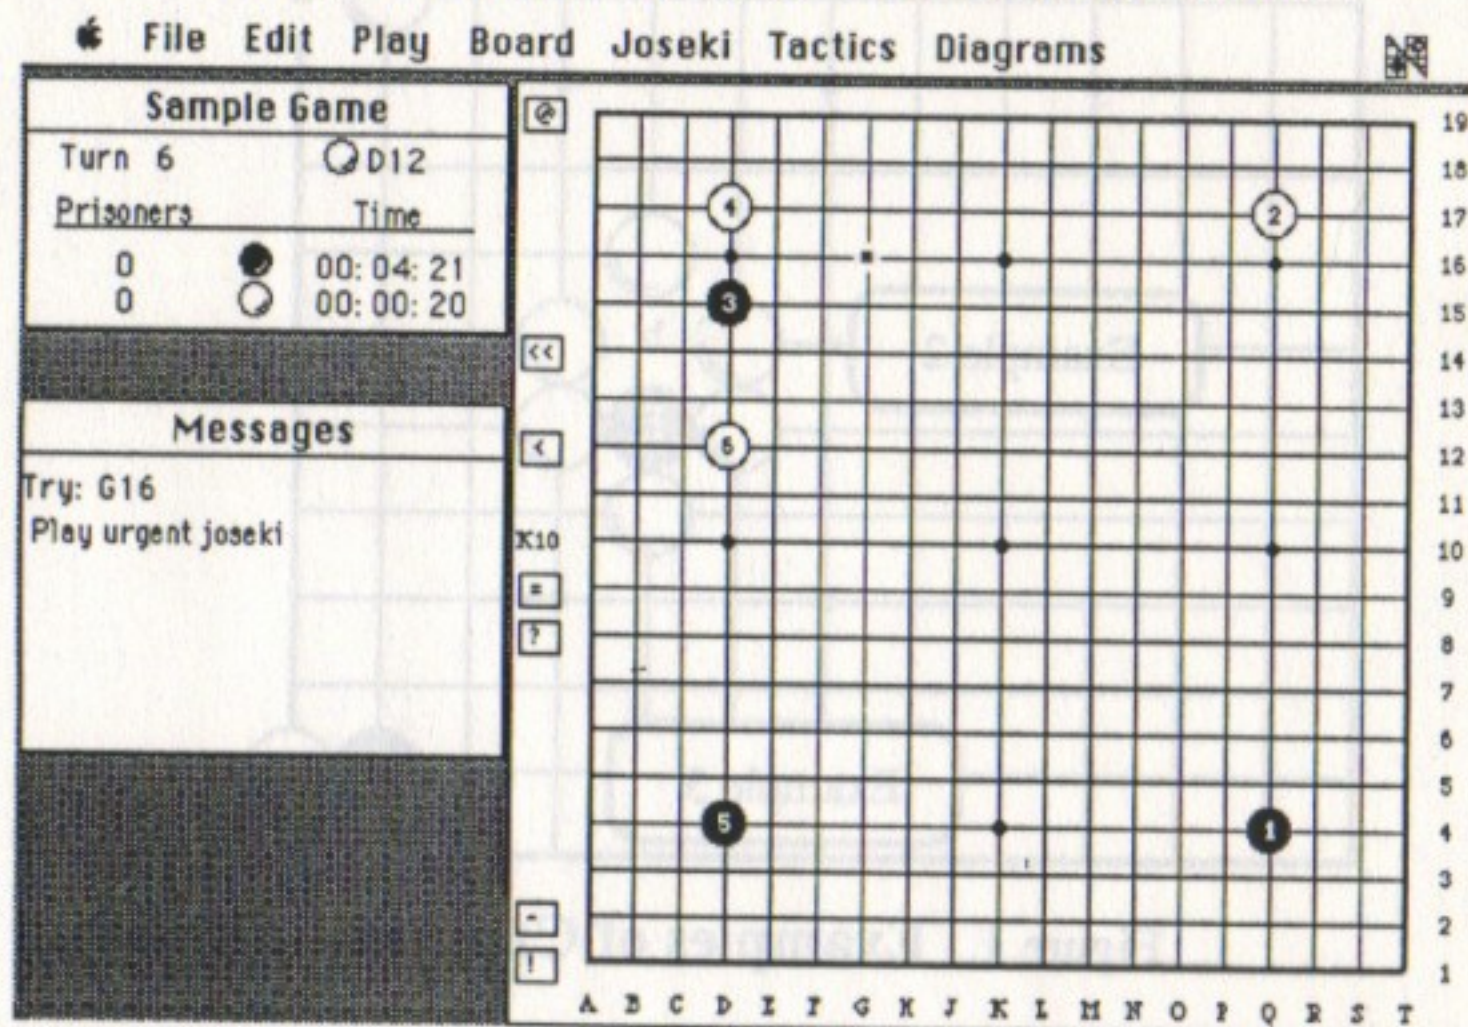 File Edit Play Board Joseki Tactics Diagrams
Sample Game
Turn 6 D12
Prisoners Time
0 00: 04: 21
0 00: 00: 20
Messages
Try: G16
Play urgent joseki
@
<<
<
K10
=
?
-
!
4
2
3
6
5
1
19
18
17
16
15
14
13
12
11
10
9
8
7
6
5
4
3
2
1
A B C D E F G H J K L M N O P Q R S T